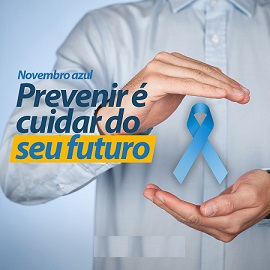 Novembro azul
Prevenir é
cuidar do
seu futuro